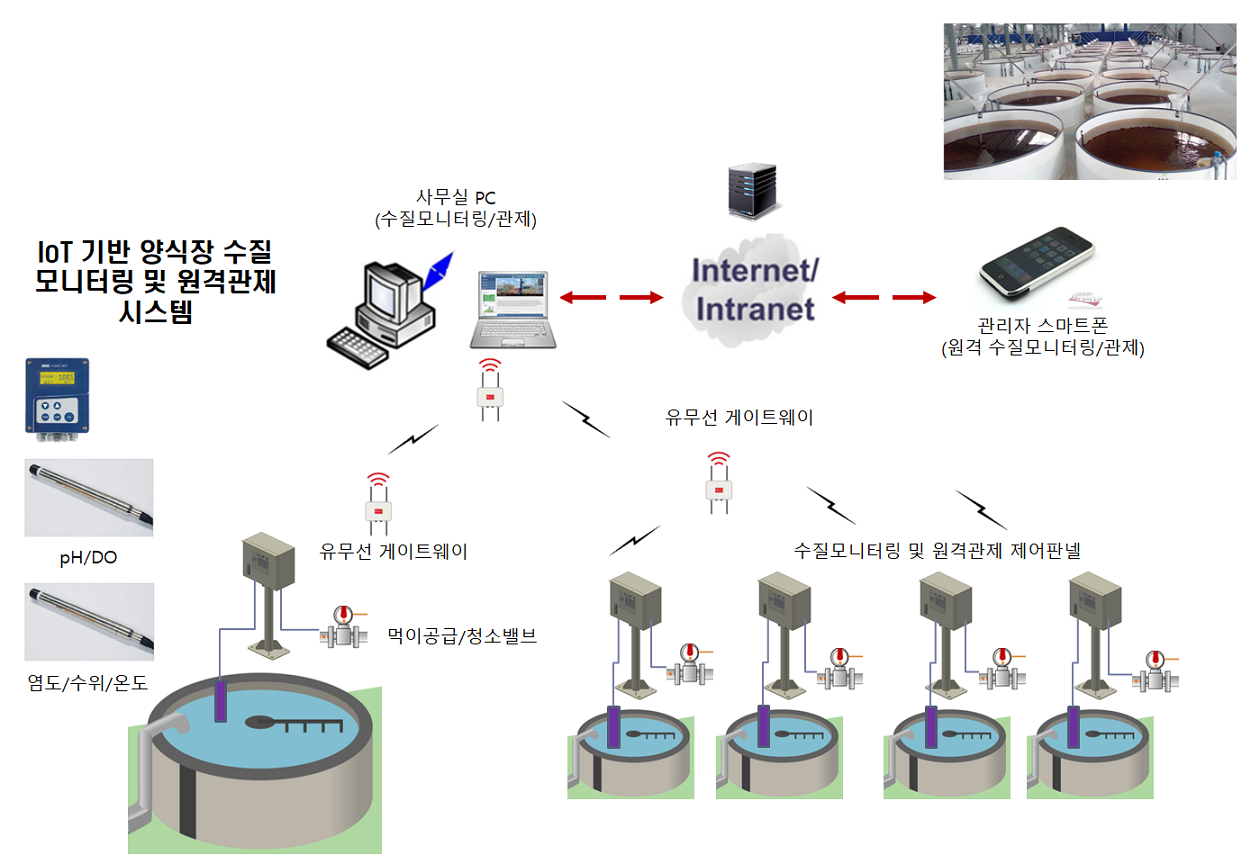 사무실 PC
(수질모니터링/관제)
IoT 기반 양식장 수질
모니터링 및 원격관제
시스템
Internet/
Intranet
관리자 스마트폰
(원격 수질모니터링/관제)
유무선 게이트웨이
유무선 게이트웨이
수질모니터링 및 원격관제 제어판넬
pH/DO
먹이공급/청소밸브
염도/수위/온도